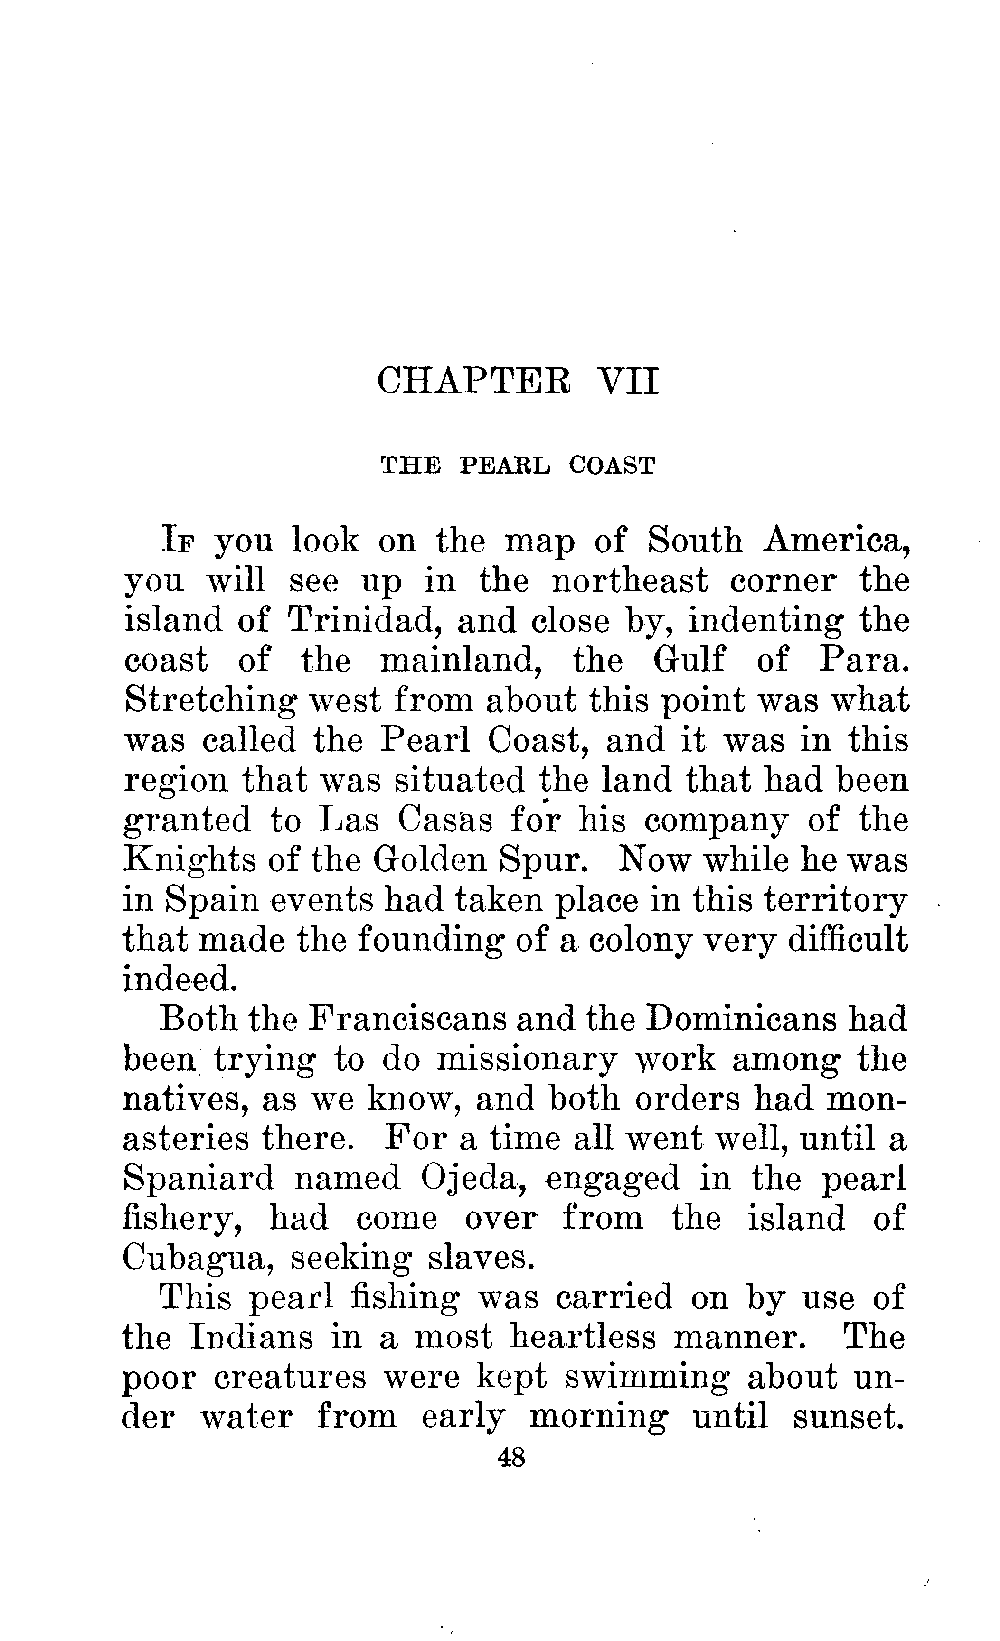 CHAPTER VII
THE PEARL COAST
IF you look on the map of South America,
you will see up in the northeast corner the
island of Trinidad, and close by, indenting the
coast of the mainland, the Gulf of Para.
Stretching west from about this point was what
was called the Pearl Coast, and it was in this
region that was situated the land that had been
granted to Las Casas for his company of the
Knights of the Golden Spur. Now while he was
in Spain events had taken place in this territory
that made the founding of a colony very difficult
indeed.
Both the Franciscans and the Dominicans had
been trying to do missionary work among the
natives, as we know, and both orders had mon-
asteries there. For a time all went well, until a
Spaniard named Ojeda, engaged in the pearl
fishery, had come over from the island of
Cubagua, seeking slaves.
This pearl fishing was carried on by use of
the Indians in a most heartless manner. The
poor creatures were kept swimming about un-
der water from early morning until sunset.
48